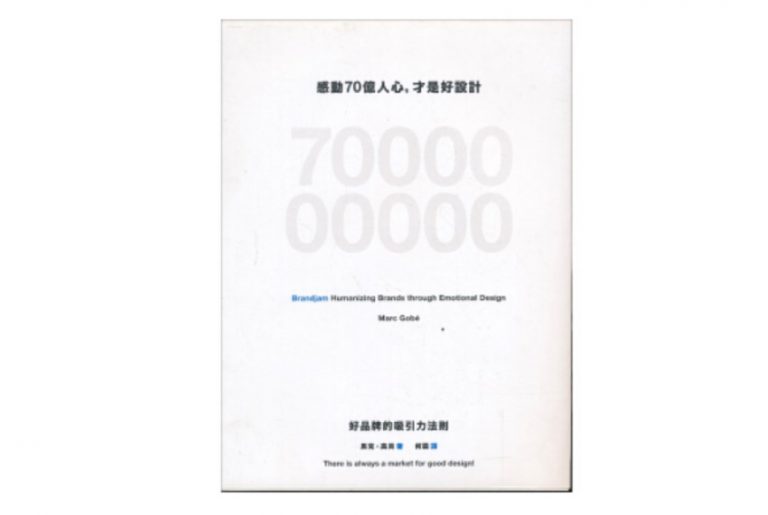 感動70億人心,才是好設計
70000
00000
Brandjam Humanizing Brands through Emotional Design
Marc Gobé
好品牌的吸引力法則
馬克·高貝 著 柯霈 譯
There is always a market for good design!